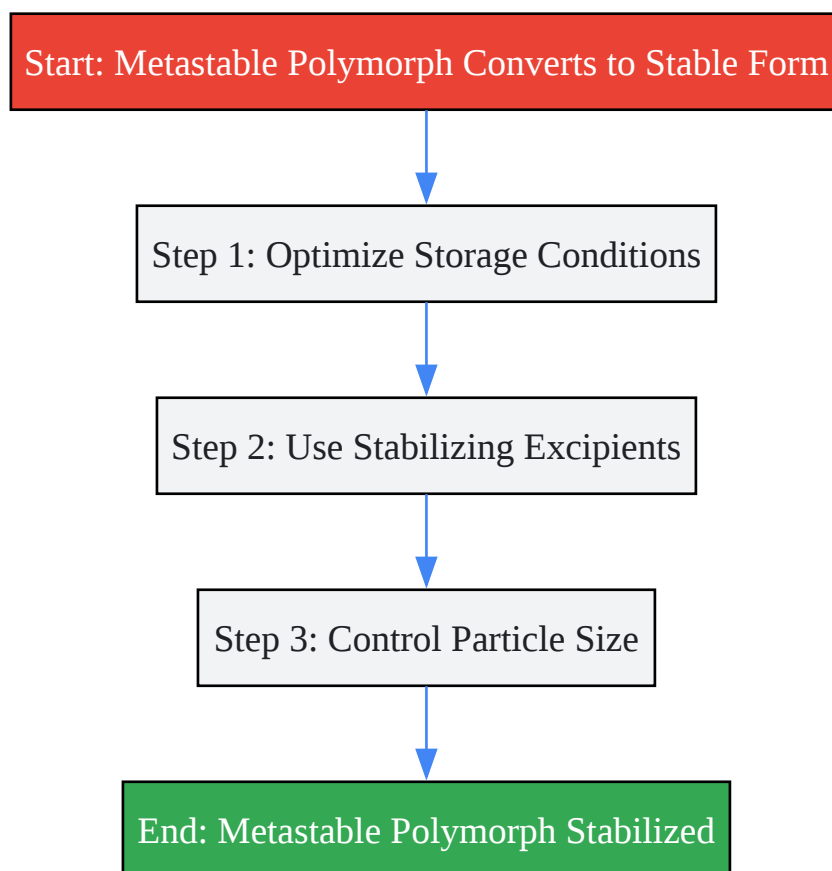 Start: Metastable Polymorph Converts to Stable Form
Step 1: Optimize Storage Conditions
Step 2: Use Stabilizing Excipients
Step 3: Control Particle Size
End: Metastable Polymorph Stabilized